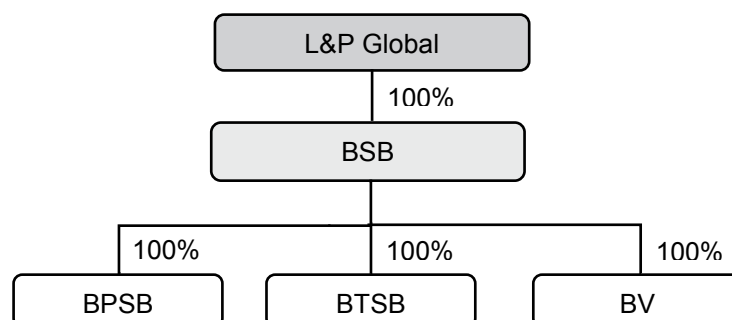 L&P Global
100%
BSB
100% 100% 100%
BPSB BTSB BV